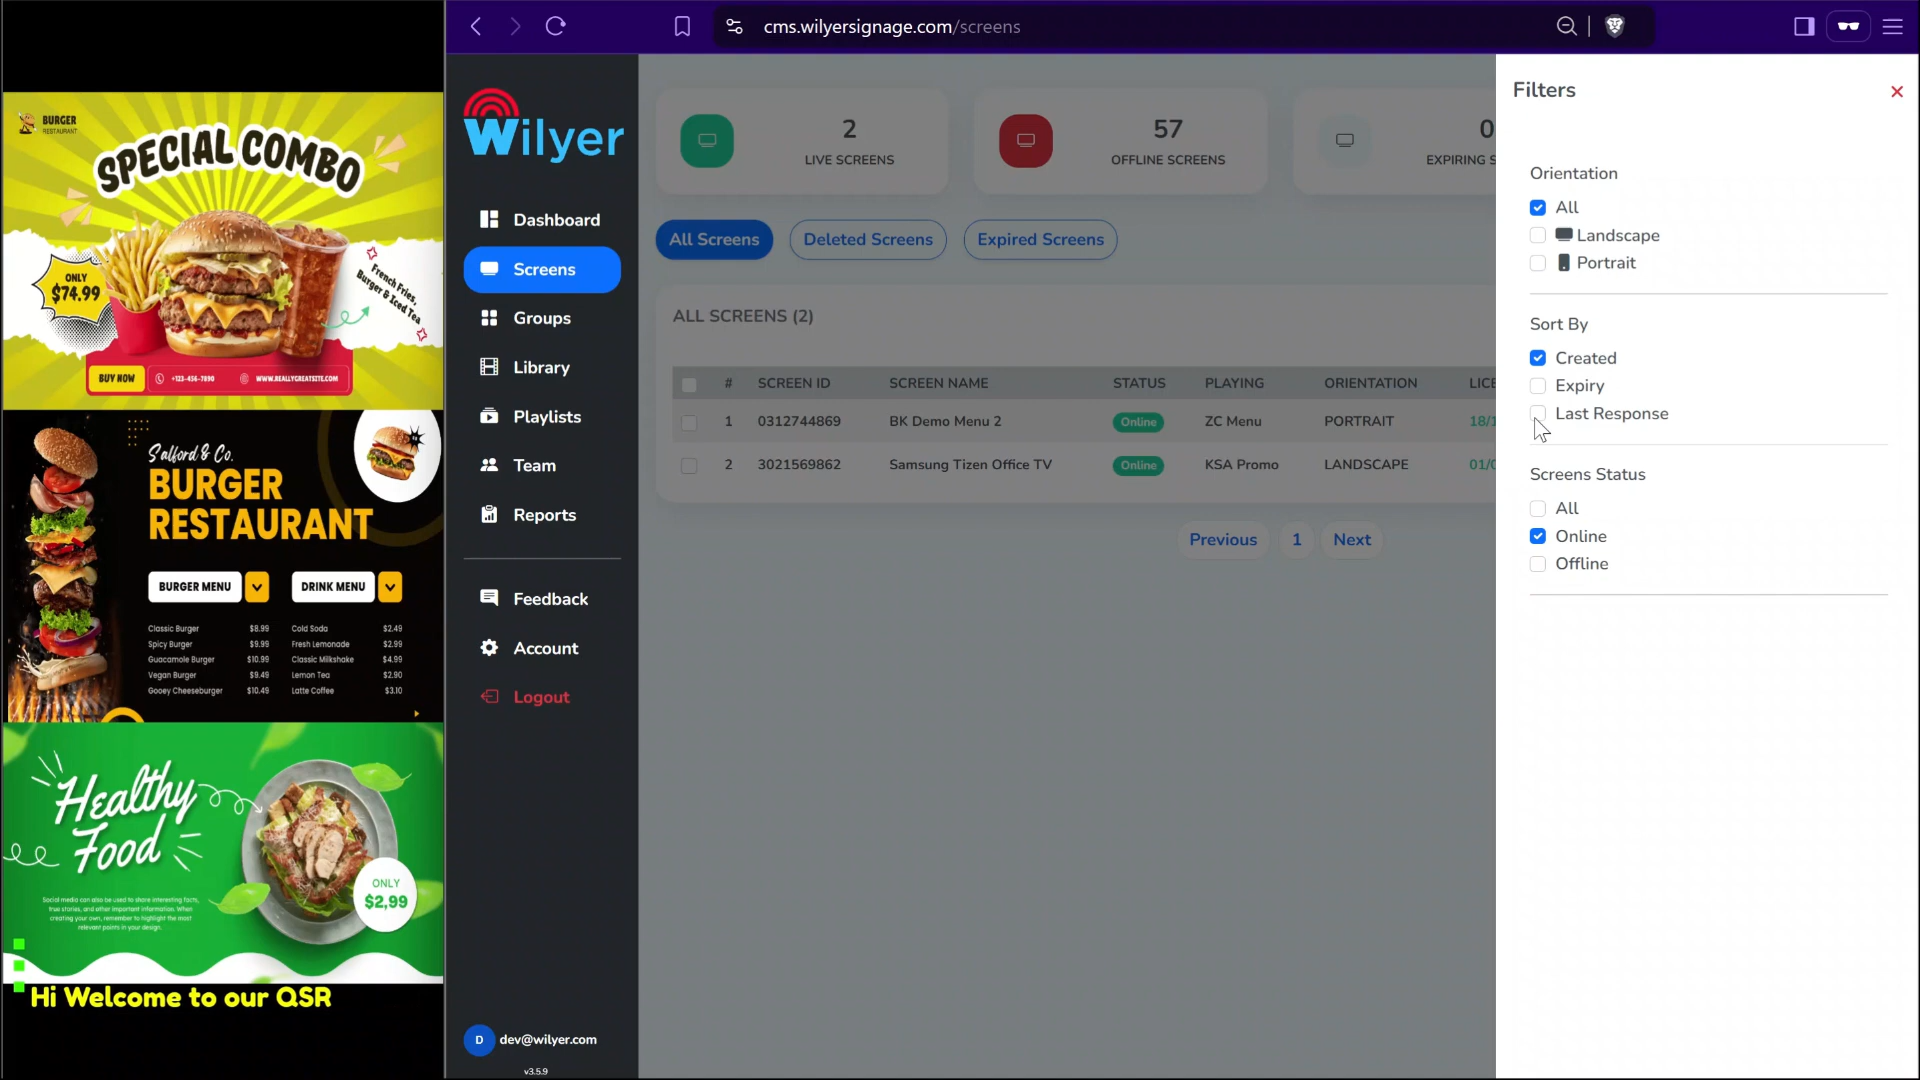 BURGER
RESTAURANT
SPECIAL COMBO
ONLY
$74.99
French Fries,
Burger & Iced Tea
BUY NOW
+123-456-7890
WWW.REALLYGREATSITE.COM
Salford & Co.
BURGER
RESTAURANT
BURGER MENU
DRINK MENU
Classic Burger $8.99 Cold Soda $2.49
Spicy Burger $9.99 Fresh Lemonade $2.99
Guacamole Burger $10.99 Classic Milkshake $4.99
Vegan Burger $9.49 Lemon Tea $2.90
Gooey Cheeseburger $10.49 Latte Coffee $3.10
Healthy
Food
ONLY
$2,99
Social media can also be used to share interesting facts,
true stories, and other important information. When
creating your own, remember to highlight the most
relevant points in your design.
Hi Welcome to our QSR
cms.wilyersignage.com/screens
Wilyer
Dashboard
Screens
Groups
Library
Playlists
Team
Reports
Feedback
Account
Logout
D dev@wilyer.com
v3.5.9
2
LIVE SCREENS
57
OFFLINE SCREENS
0
EXPIRING S
All Screens
Deleted Screens
Expired Screens
ALL SCREENS (2)
# SCREEN ID SCREEN NAME STATUS PLAYING ORIENTATION LICE
1 0312744869 BK Demo Menu 2 Online ZC Menu PORTRAIT 18/1
2 3021569862 Samsung Tizen Office TV Online KSA Promo LANDSCAPE 01/0
Previous 1 Next
Filters
Orientation
All
Landscape
Portrait
Sort By
Created
Expiry
Last Response
Screens Status
All
Online
Offline